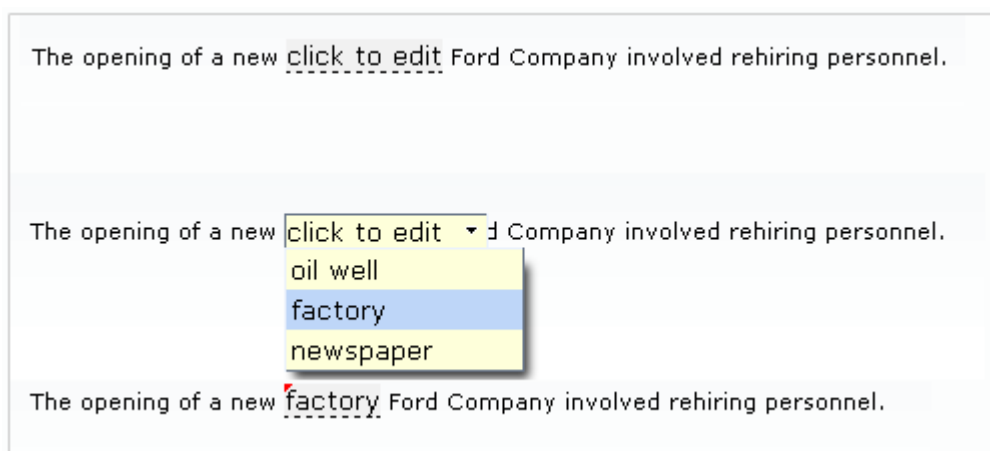 The opening of a new click to edit Ford Company involved rehiring personnel.
The opening of a new click to edit d Company involved rehiring personnel.
oil well
factory
newspaper
The opening of a new factory Ford Company involved rehiring personnel.